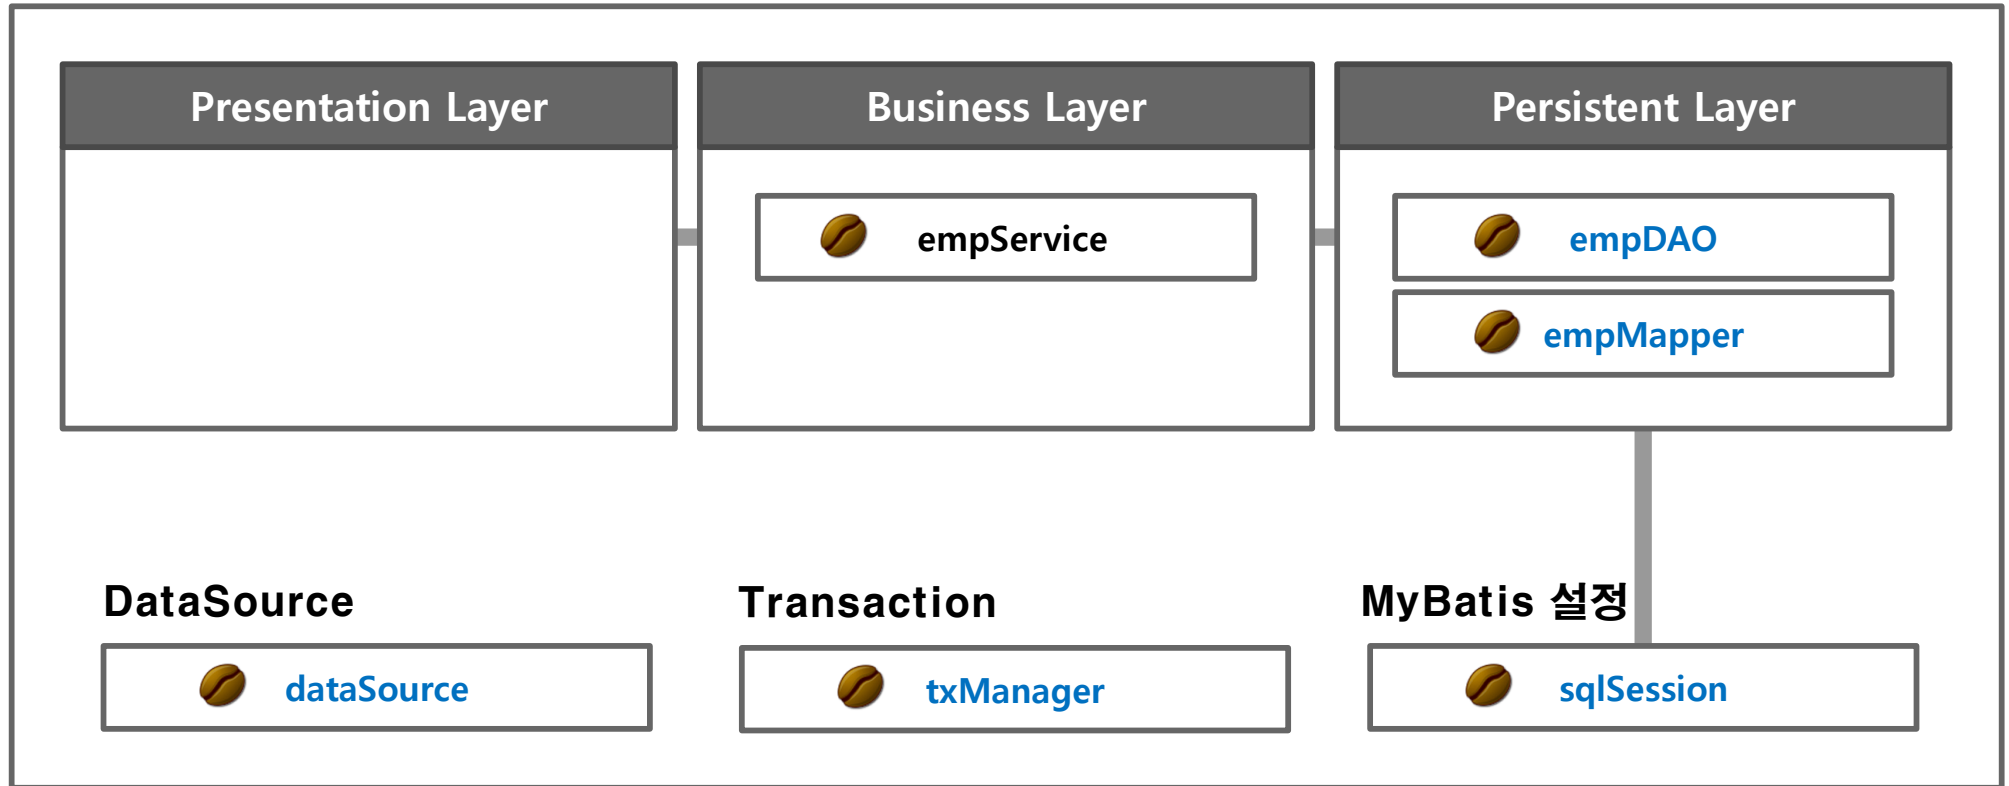 Presentation Layer
Business Layer
Persistent Layer
empService
empDAO
empMapper
DataSource
Transaction
MyBatis 설정
dataSource
txManager
sqlSession